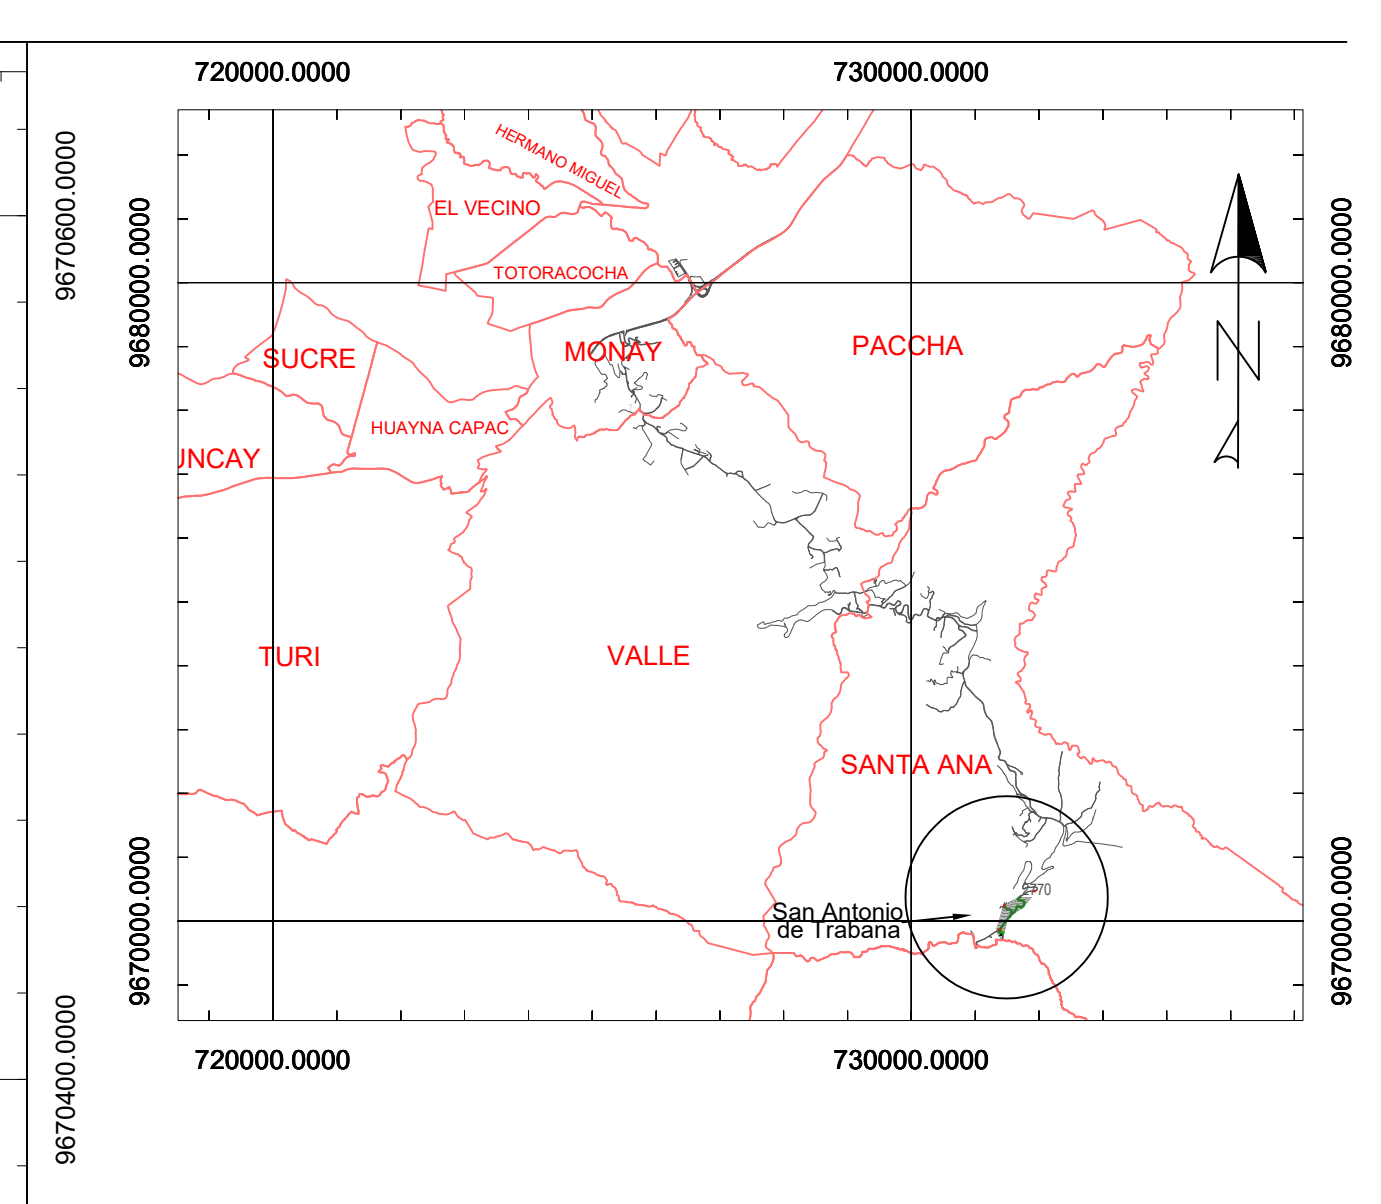 720000.0000
730000.0000
9670600.0000
9680000.0000
9680000.0000
HERMANO MIGUEL
EL VECINO
TOTORACOCHA
SUCRE
MONAY
PACCHA
N
HUAYNA CAPAC
UNCAY
TURI
VALLE
SANTA ANA
2770
San Antonio
de Trabana
9670000.0000
9670000.0000
9670400.0000
720000.0000
730000.0000